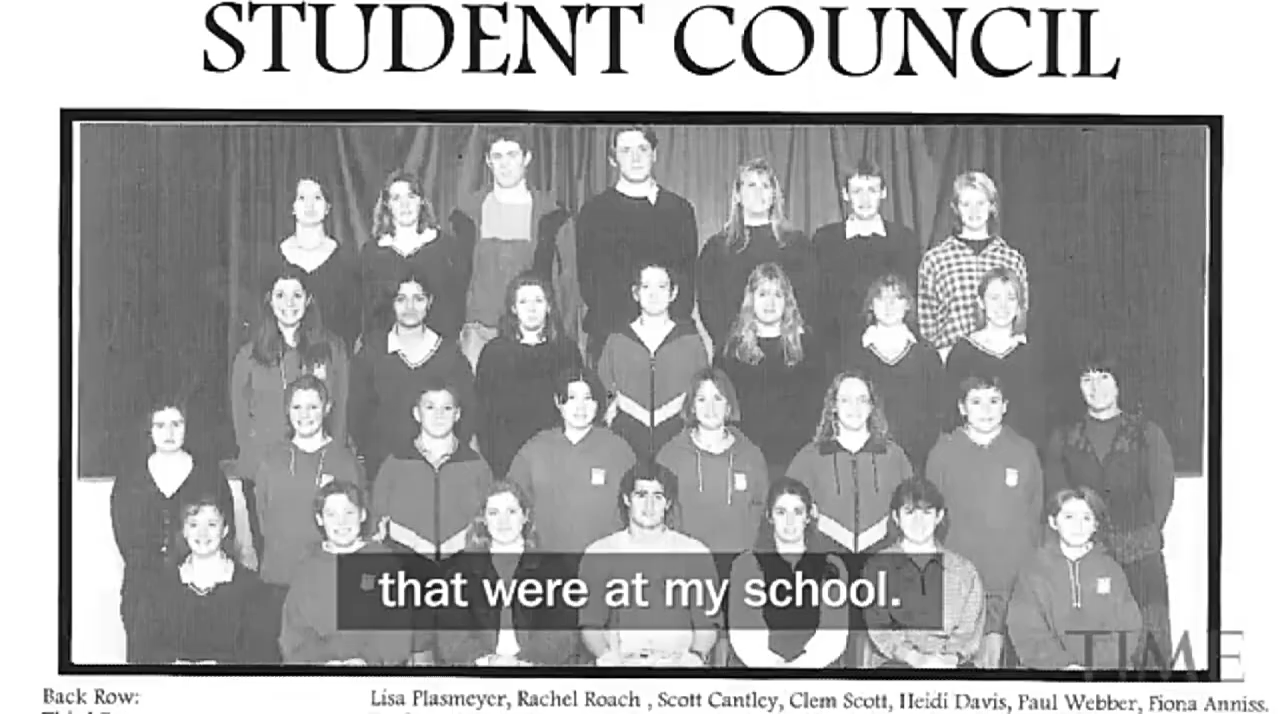 STUDENT COUNCIL
that were at my school.
TIME
Back Row: Lisa Plasmeyer, Rachel Roach , Scott Cantley, Clem Scott, Heidi Davis, Paul Webber, Fiona Anniss.